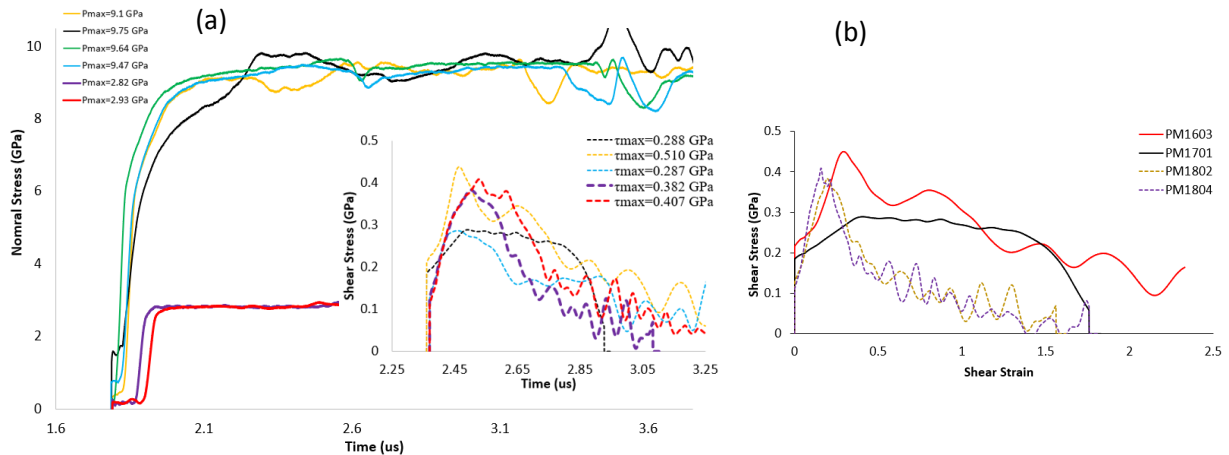 (a)
Pmax=9.1 GPa
Pmax=9.75 GPa
Pmax=9.64 GPa
Pmax=9.47 GPa
Pmax=2.82 GPa
Pmax=2.93 GPa
Nomral Stress (GPa)
10
8
6
4
2
0
1.6
2.1
2.6
3.1
3.6
Time (us)
τmax=0.288 GPa
τmax=0.510 GPa
τmax=0.287 GPa
τmax=0.382 GPa
τmax=0.407 GPa
Shear Stress (GPa)
0.5
0.4
0.3
0.2
0.1
0
2.25
2.45
2.65
2.85
3.05
3.25
Time (us)
(b)
PM1603
PM1701
PM1802
PM1804
Shear Stress (GPa)
0.5
0.4
0.3
0.2
0.1
0
0
0.5
1
1.5
2
2.5
Shear Strain